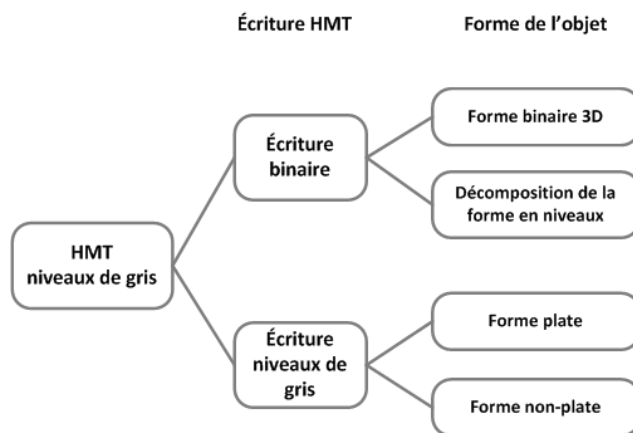 Écriture HMT
Forme de l'objet
Forme binaire 3D
Écriture
binaire
Décomposition de la
forme en niveaux
HMT
niveaux de gris
Forme plate
Écriture
niveaux de
gris
Forme non-plate